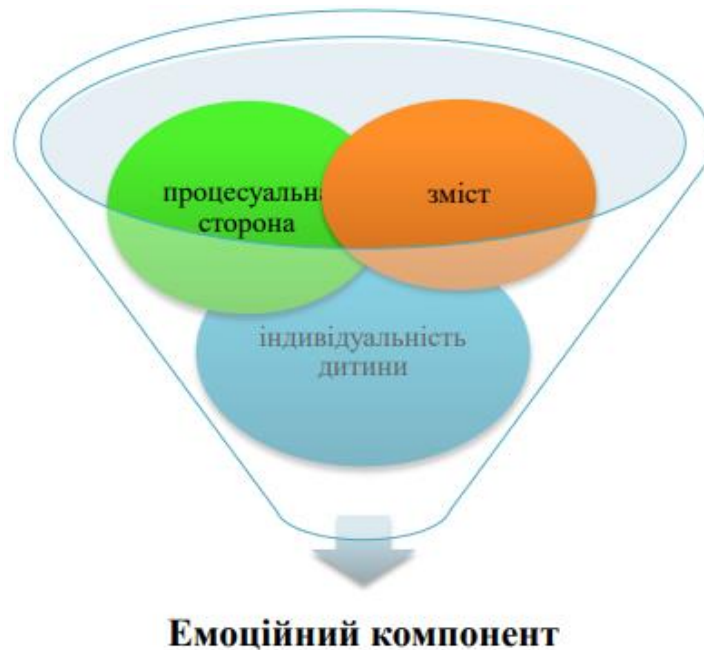 процесуальна
сторона
зміст
індивідуальність
дитини
Емоційний компонент